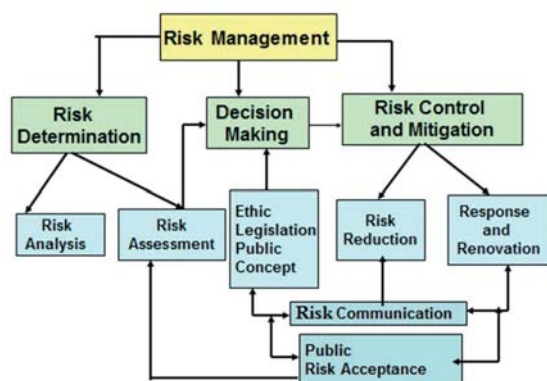 Risk Management
Risk
Determination
Decision
Making
Risk Control
and Mitigation
Risk
Analysis
Risk
Assessment
Ethic
Legislation
Public
Concept
Risk
Reduction
Response
and
Renovation
Risk Communication
Public
Risk Acceptance